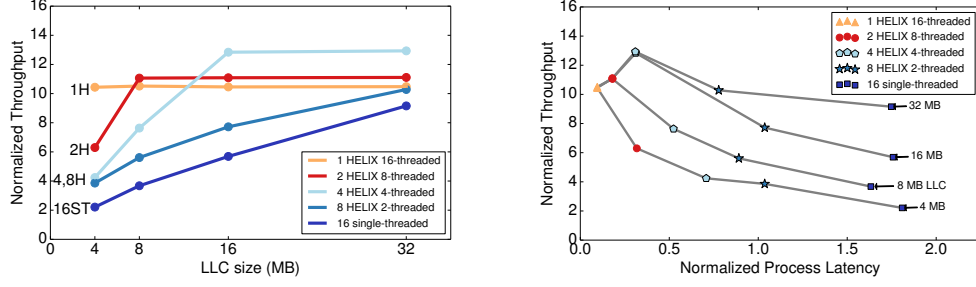 16
14
12
10
8
6
4
2
0
Normalized Throughput
1H
2H
4,8H
16ST
1 HELIX 16-threaded
2 HELIX 8-threaded
4 HELIX 4-threaded
8 HELIX 2-threaded
16 single-threaded
0 4 8 16 32
LLC size (MB)
16
14
12
10
8
6
4
2
0
Normalized Throughput
1 HELIX 16-threaded
2 HELIX 8-threaded
4 HELIX 4-threaded
8 HELIX 2-threaded
16 single-threaded
32 MB
16 MB
8 MB LLC
4 MB
0.0 0.5 1.0 1.5 2.0
Normalized Process Latency